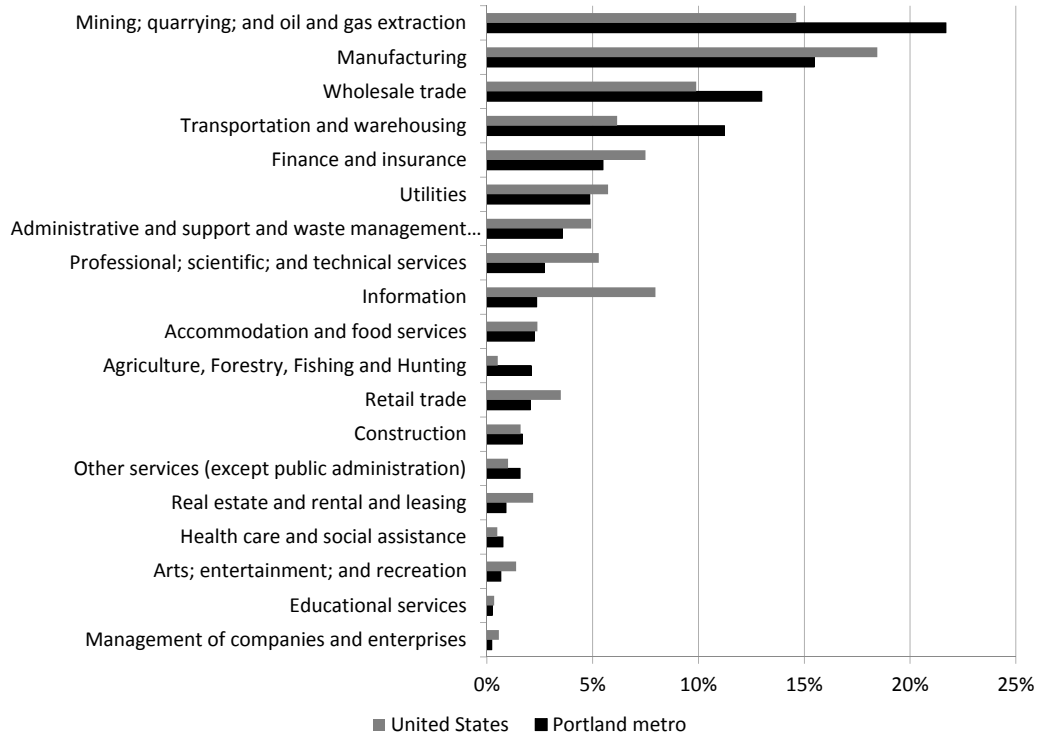 Mining; quarrying; and oil and gas extraction
Manufacturing
Wholesale trade
Transportation and warehousing
Finance and insurance
Utilities
Administrative and support and waste management...
Professional; scientific; and technical services
Information
Accommodation and food services
Agriculture, Forestry, Fishing and Hunting
Retail trade
Construction
Other services (except public administration)
Real estate and rental and leasing
Health care and social assistance
Arts; entertainment; and recreation
Educational services
Management of companies and enterprises
0% 5% 10% 15% 20% 25%
United States Portland metro